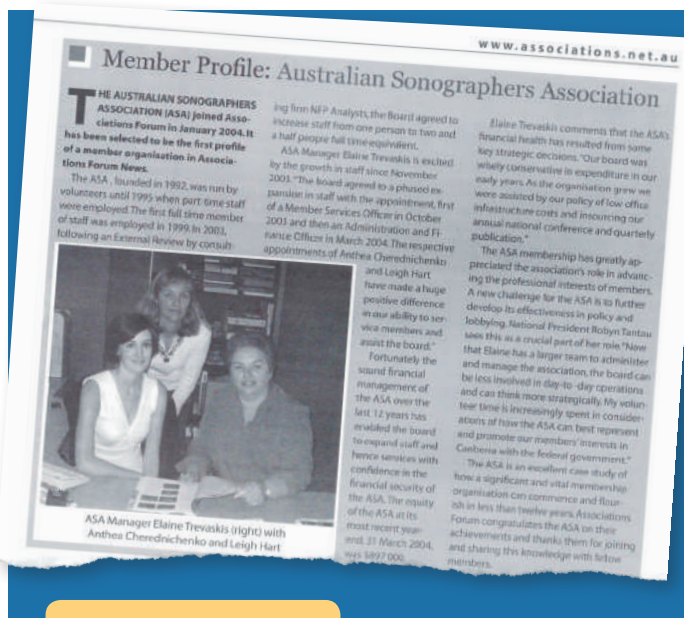 www.associations.net.au
Member Profile: Australian Sonographers Association
THE AUSTRALIAN SONOGRAPHERS
ASSOCIATION (ASA) joined Asso-
ciations Forum in January 2004. It
has been selected to be the first profile
of a member organisation in Associa-
tions Forum News.
The ASA , founded in 1992, was run by
volunteers until 1995 when part-time staff
were employed. The first full time member
of staff was employed in 1999. In 2003,
following an External Review by consult-
ing firm NFP Analysts, the Board agreed to
increase staff from one person to two and
a half people full time equivalent.
ASA Manager Elaine Trevaskis is excited
by the growth in staff since November
2003. "The board agreed to a phased ex-
pansion in staff with the appointment, first
of a Member Services Officer in October
2003 and then an Administration and Fi-
nance Officer in March 2004. The respective
appointments of Anthea Cherednichenko
and Leigh Hart
have made a huge
positive difference
in our ability to ser-
vice members and
assist the board."
Fortunately the
sound financial
management of
the ASA over the
last 12 years has
enabled the board
to expand staff and
hence services with
confidence in the
financial security of
the ASA. The equity
of the ASA at its
most recent year-
end, 31 March 2004,
was $897 000.
ASA Manager Elaine Trevaskis (right) with
Anthea Cherednichenko and Leigh Hart
Elaine Trevaskis comments that the ASA's
financial health has resulted from some
key strategic decisions. "Our board was
wisely conservative in expenditure in our
early years. As the organisation grew we
were assisted by our policy of low office
infrastructure costs and insourcing our
annual national conference and quarterly
publication."
The ASA membership has greatly ap-
preciated the association's role in advanc-
ing the professional interests of members.
A new challenge for the ASA is to further
develop its effectiveness in policy and
lobbying. National President Robyn Tantau
sees this as a crucial part of her role. "Now
that Elaine has a larger team to administer
and manage the association, the board can
be less involved in day-to -day operations
and can think more strategically. My volun-
teer time is increasingly spent in consider-
ations of how the ASA can best represent
and promote our members' interests in
Canberra with the federal government."
The ASA is an excellent case study of
how a significant and vital membership
organisation can commence and flour-
ish in less than twelve years. Associations
Forum congratulates the ASA on their
achievements and thanks them for joining
and sharing this knowledge with fellow
members.